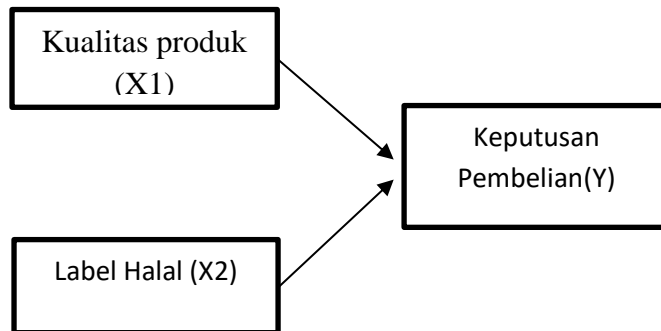 Kualitas produk
(X1)
Keputusan
Pembelian(Y)
Label Halal (X2)